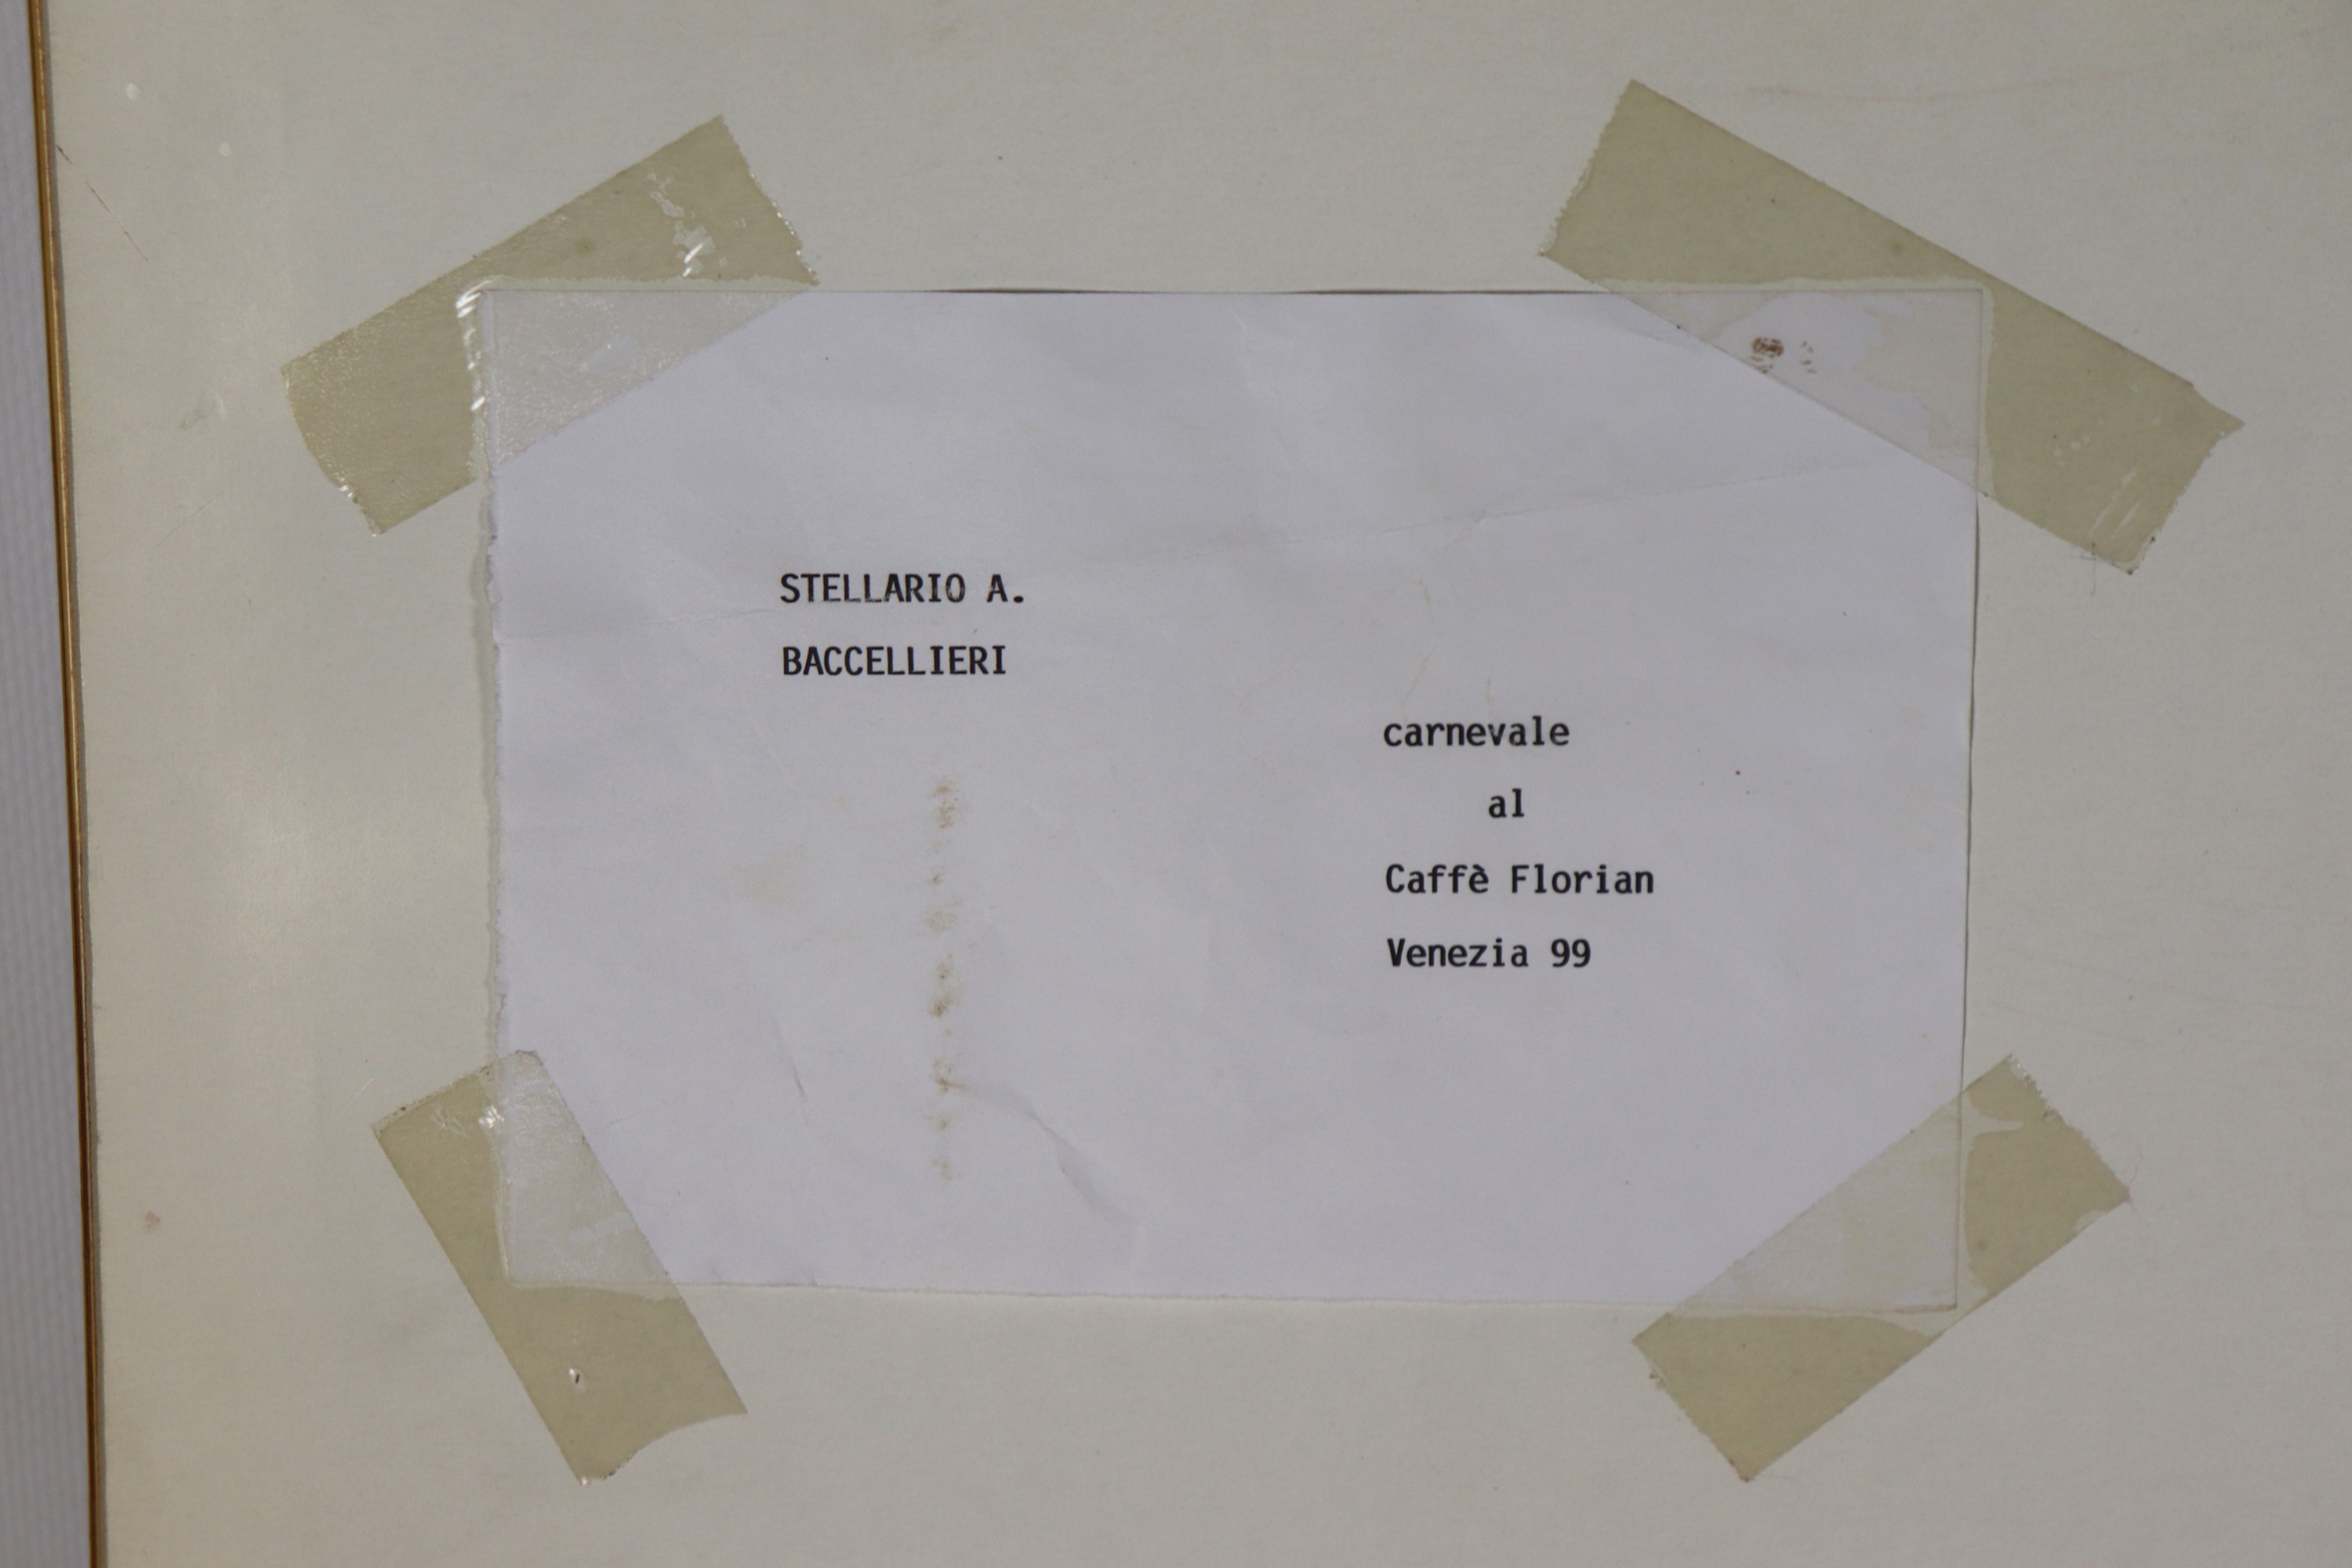 STELLARIO A.
BACCELLIERI
carnevale
al
Caffè Florian
Venezia 99